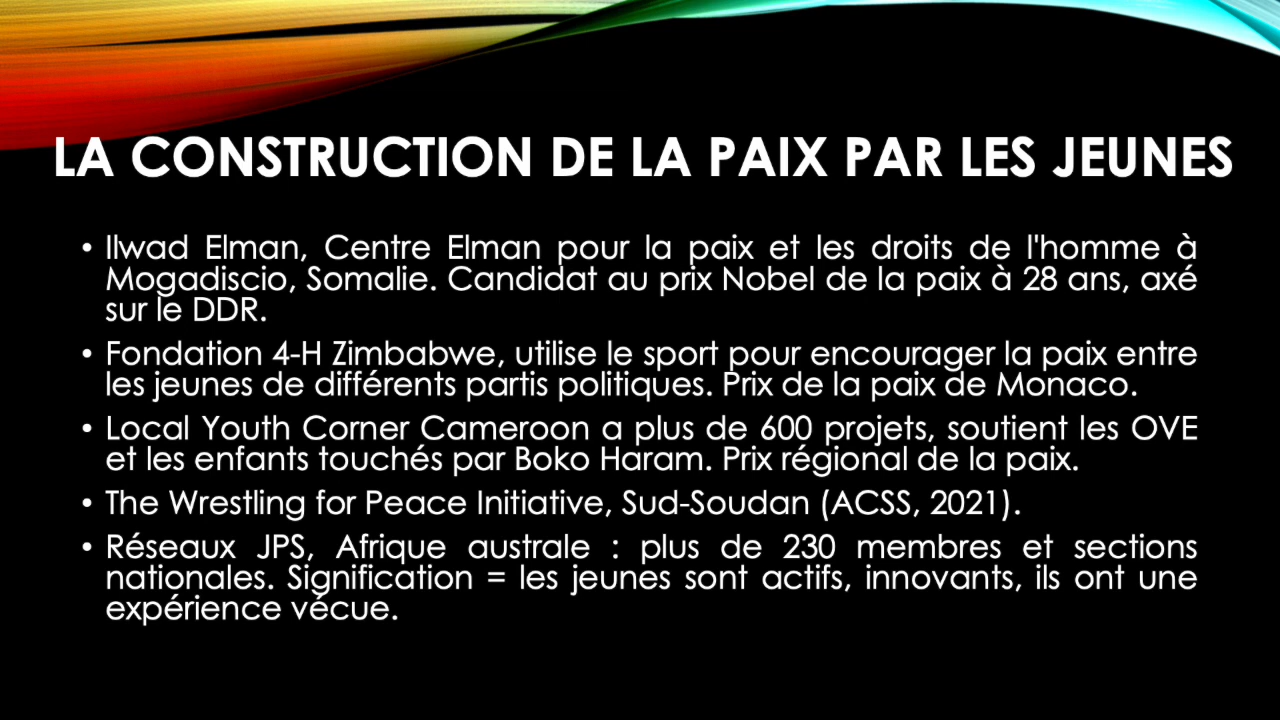 LA CONSTRUCTION DE LA PAIX PAR LES JEUNES
• Ilwad Elman, Centre Elman pour la paix et les droits de l'homme à
Mogadiscio, Somalie. Candidat au prix Nobel de la paix à 28 ans, axé
sur le DDR.
• Fondation 4-H Zimbabwe, utilise le sport pour encourager la paix entre
les jeunes de différents partis politiques. Prix de la paix de Monaco.
• Local Youth Corner Cameroon a plus de 600 projets, soutient les OVE
et les enfants touchés par Boko Haram. Prix régional de la paix.
• The Wrestling for Peace Initiative, Sud-Soudan (ACSS, 2021).
• Réseaux JPS, Afrique australe : plus de 230 membres et sections
nationales. Signification = les jeunes sont actifs, innovants, ils ont une
expérience vécue.